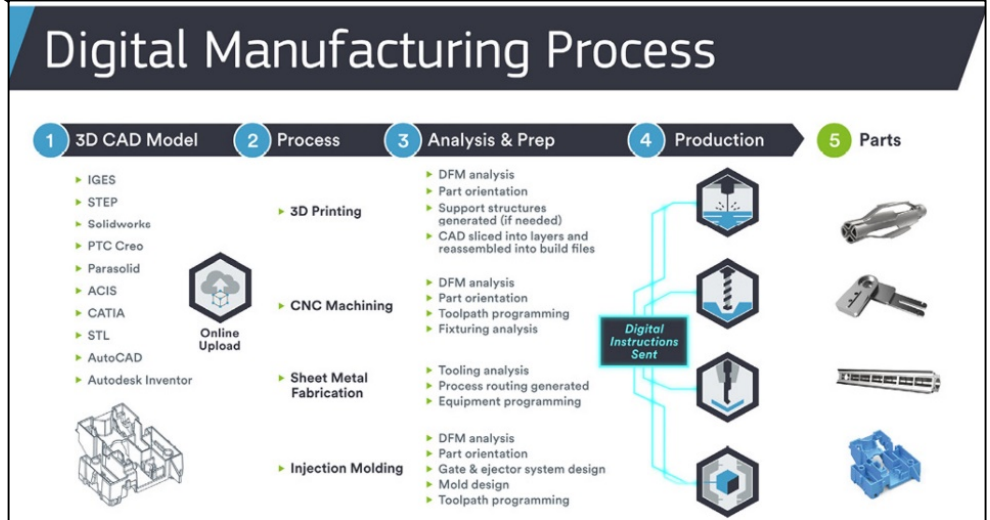 Digital Manufacturing Process
1 3D CAD Model
2 Process
3 Analysis & Prep
4 Production
5 Parts
IGES
STEP
Solidworks
PTC Creo
Parasolid
ACIS
CATIA
STL
AutoCAD
Autodesk Inventor
Online
Upload
3D Printing
DFM analysis
Part orientation
Support structures
generated (if needed)
CAD sliced into layers and
reassembled into build files
CNC Machining
DFM analysis
Part orientation
Toolpath programming
Fixturing analysis
Sheet Metal
Fabrication
Tooling analysis
Process routing generated
Equipment programming
Injection Molding
DFM analysis
Part orientation
Gate & ejector system design
Mold design
Toolpath programming
Digital
Instructions
Sent